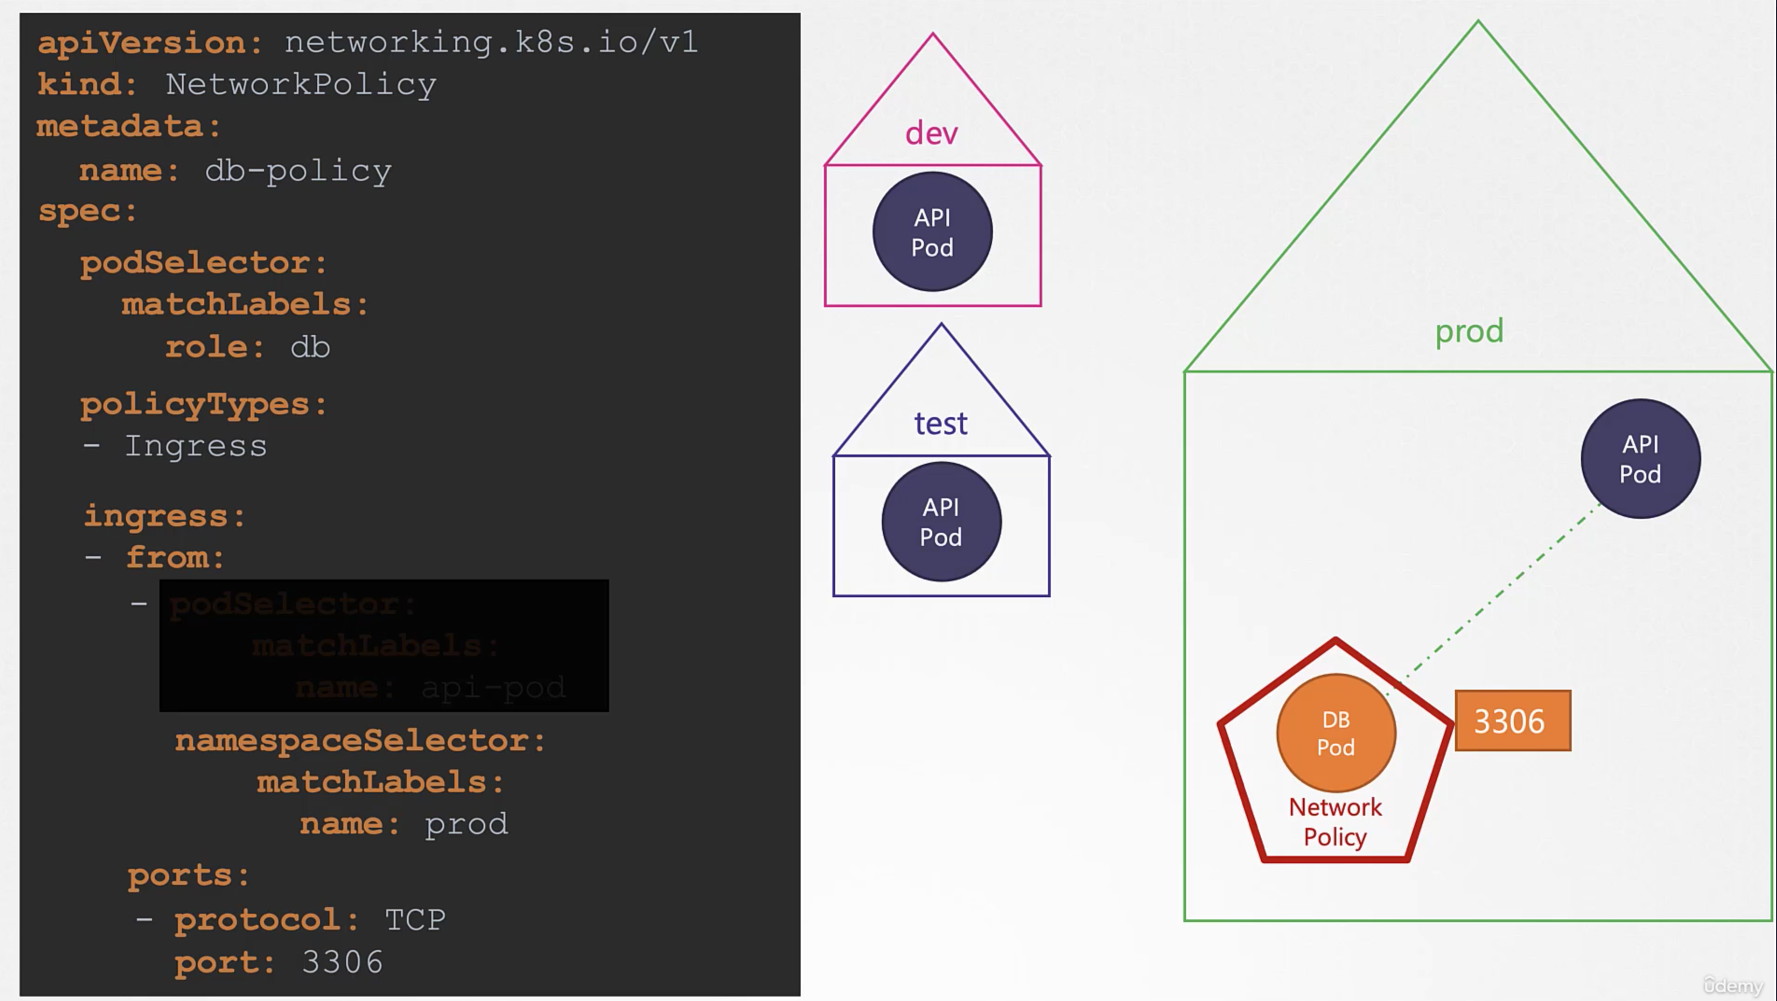 apiVersion: networking.k8s.io/v1
kind: NetworkPolicy
metadata:
name: db-policy
spec:
podSelector:
matchLabels:
role: db
policyTypes:
- Ingress
ingress:
- from:
- podSelector:
matchLabels:
name: api-pod
namespaceSelector:
matchLabels:
name: prod
ports:
- protocol: TCP
port: 3306
dev
API
Pod
test
API
Pod
prod
API
Pod
DB
Pod
3306
Network
Policy
ûdemy